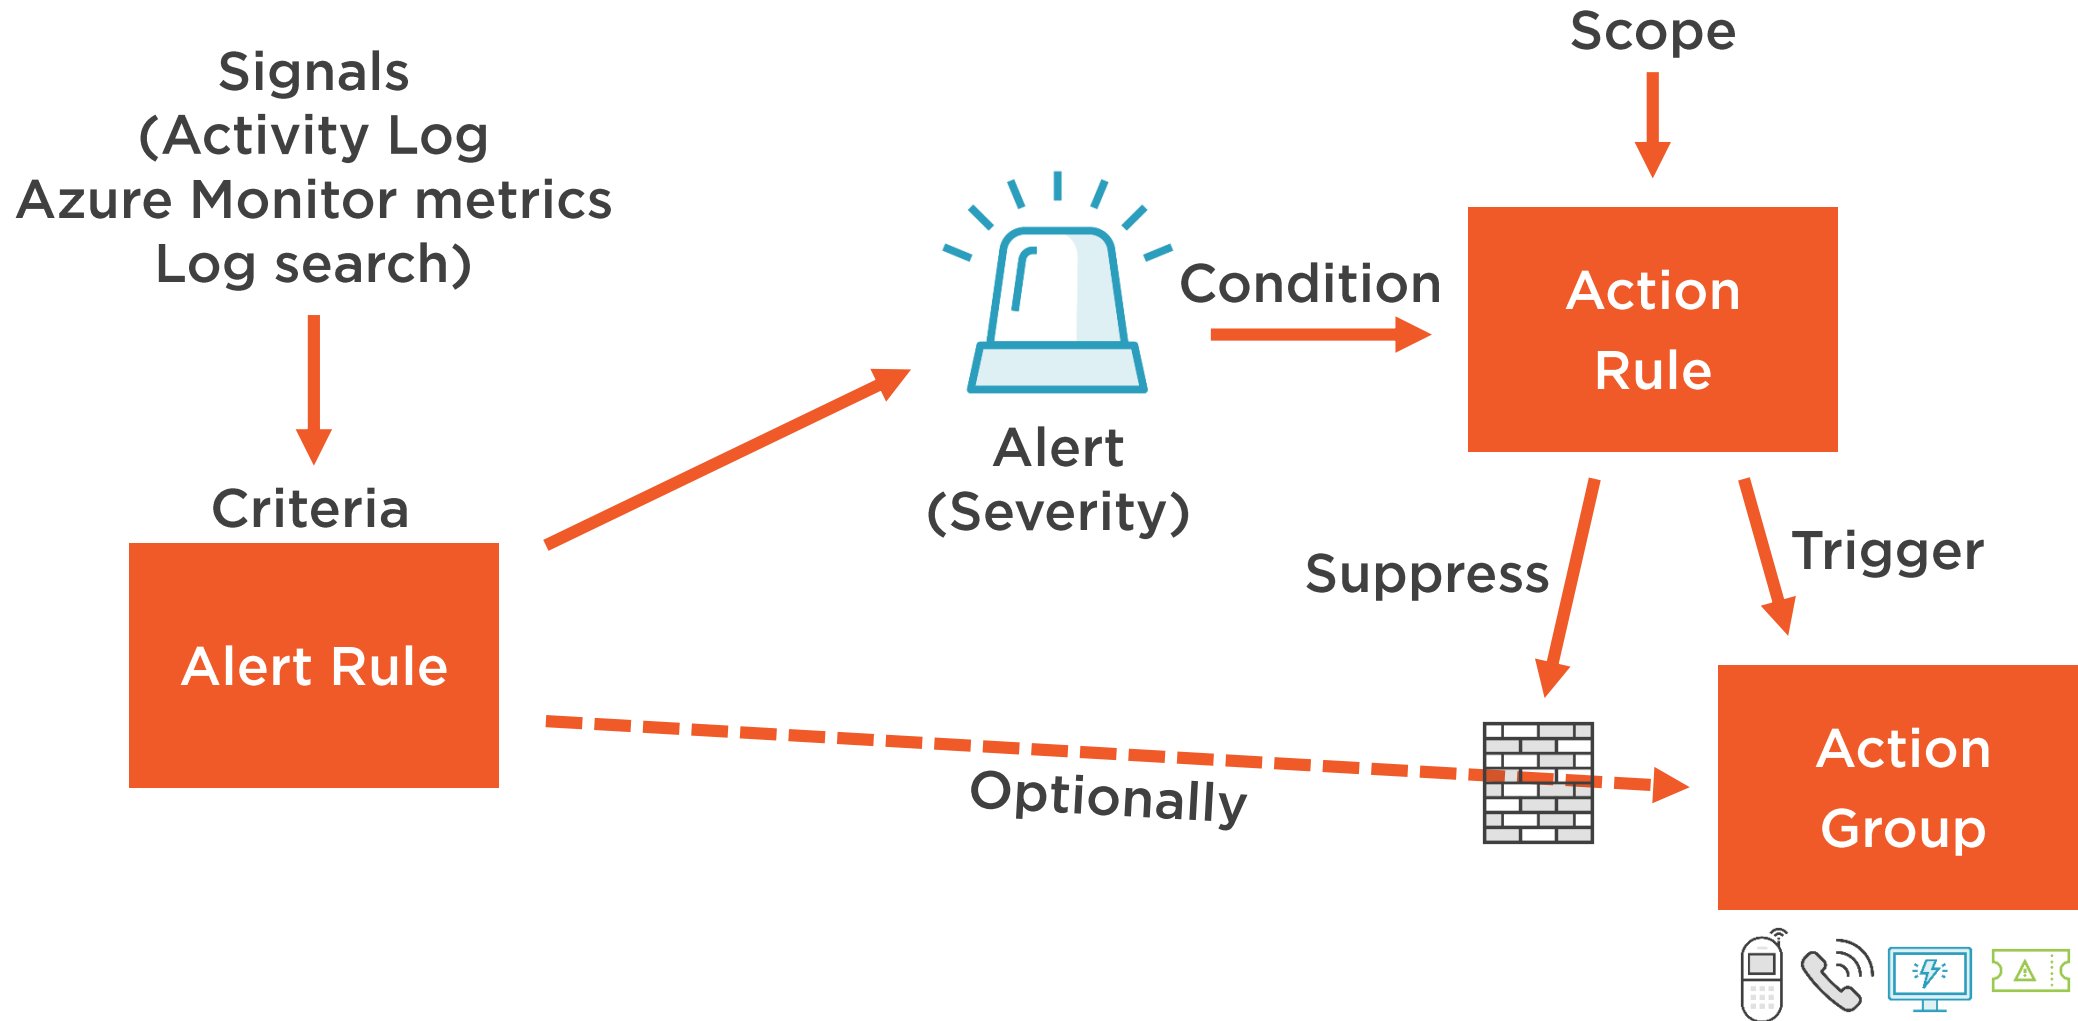 Signals
(Activity Log
Azure Monitor metrics
Log search)
Criteria
Alert Rule
Alert
(Severity)
Condition
Scope
Action
Rule
Suppress
Trigger
Optionally
Action
Group